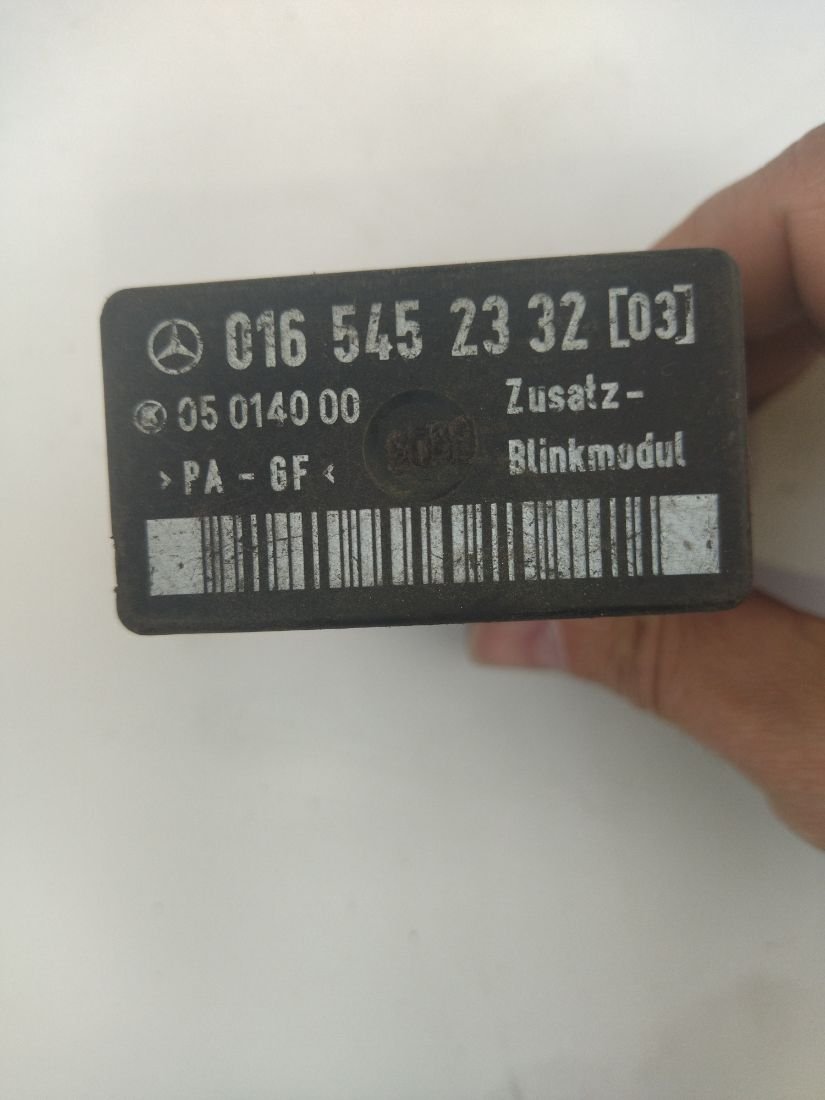 016 545 23 32 [03]
05 0140 00
Zusatz-
>PA-GF<
Blinkmodul